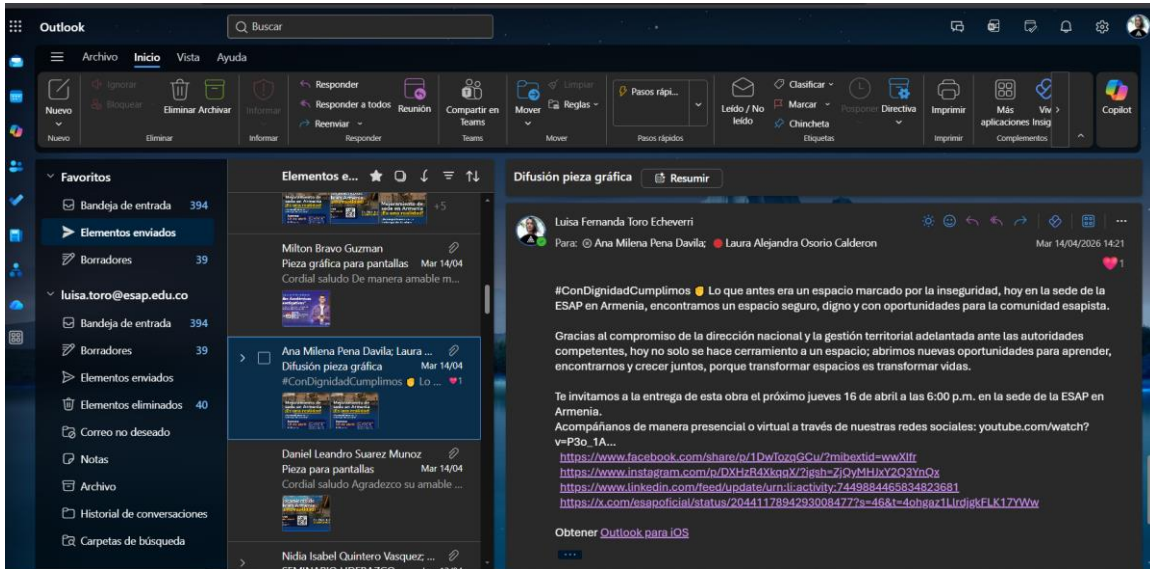 Outlook
Buscar
Archivo Inicio Vista Ayuda
Nuevo
Ignorar
Bloquear
Eliminar Archivar
Informar
Responder
Responder a todos
Reenviar
Reunión
Compartir en
Teams
Mover
Limpiar
Reglas
Pasos rápi...
Leído / No
leído
Clasificar
Marcar
Chincheta
Posponer
Directiva
Imprimir
Más
aplicaciones
Viv
Insig
Copilot
Nuevo
Eliminar
Informar
Responder
Teams
Mover
Pasos rápidos
Etiquetas
Imprimir
Complementos
Favoritos
Bandeja de entrada 394
Elementos enviados
Borradores 39
luisa.toro@esap.edu.co
Bandeja de entrada 394
Borradores 39
Elementos enviados
Elementos eliminados 40
Correo no deseado
Notas
Archivo
Historial de conversaciones
Carpetas de búsqueda
Elementos e...
+5
Milton Bravo Guzman
Pieza gráfica para pantallas Mar 14/04
Cordial saludo De manera amable m...
Ana Milena Pena Davila; Laura ...
Difusión pieza gráfica Mar 14/04
#ConDignidadCumplimos ✊ Lo ... 1
Daniel Leandro Suarez Munoz
Pieza para pantallas Mar 14/04
Cordial saludo Agradezco su amable ...
Nidia Isabel Quintero Vasquez; ...
Difusión pieza gráfica
Resumir
Luisa Fernanda Toro Echeverri
Para: Ana Milena Pena Davila; Laura Alejandra Osorio Calderon
Mar 14/04/2026 14:21
1
#ConDignidadCumplimos ✊ Lo que antes era un espacio marcado por la inseguridad, hoy en la sede de la
ESAP en Armenia, encontramos un espacio seguro, digno y con oportunidades para la comunidad esapista.
Gracias al compromiso de la dirección nacional y la gestión territorial adelantada ante las autoridades
competentes, hoy no solo se hace cerramiento a un espacio; abrimos nuevas oportunidades para aprender,
encontrarnos y crecer juntos, porque transformar espacios es transformar vidas.
Te invitamos a la entrega de esta obra el próximo jueves 16 de abril a las 6:00 p.m. en la sede de la ESAP en
Armenia.
Acompáñanos de manera presencial o virtual a través de nuestras redes sociales: youtube.com/watch?
v=P3o_1A...
https://www.facebook.com/share/p/1DwTozqGCu/?mibextid=wwXIfr
https://www.instagram.com/p/DXHzR4XkqqX/?igsh=ZjQyMHJxY2Q3YnQx
https://www.linkedin.com/feed/update/urn:li:activity:7449884465834823681
https://x.com/esapoficial/status/2044117894293008477?s=46&t=4ohgaz1LlrdjgkFLK17YWw
Obtener Outlook para iOS